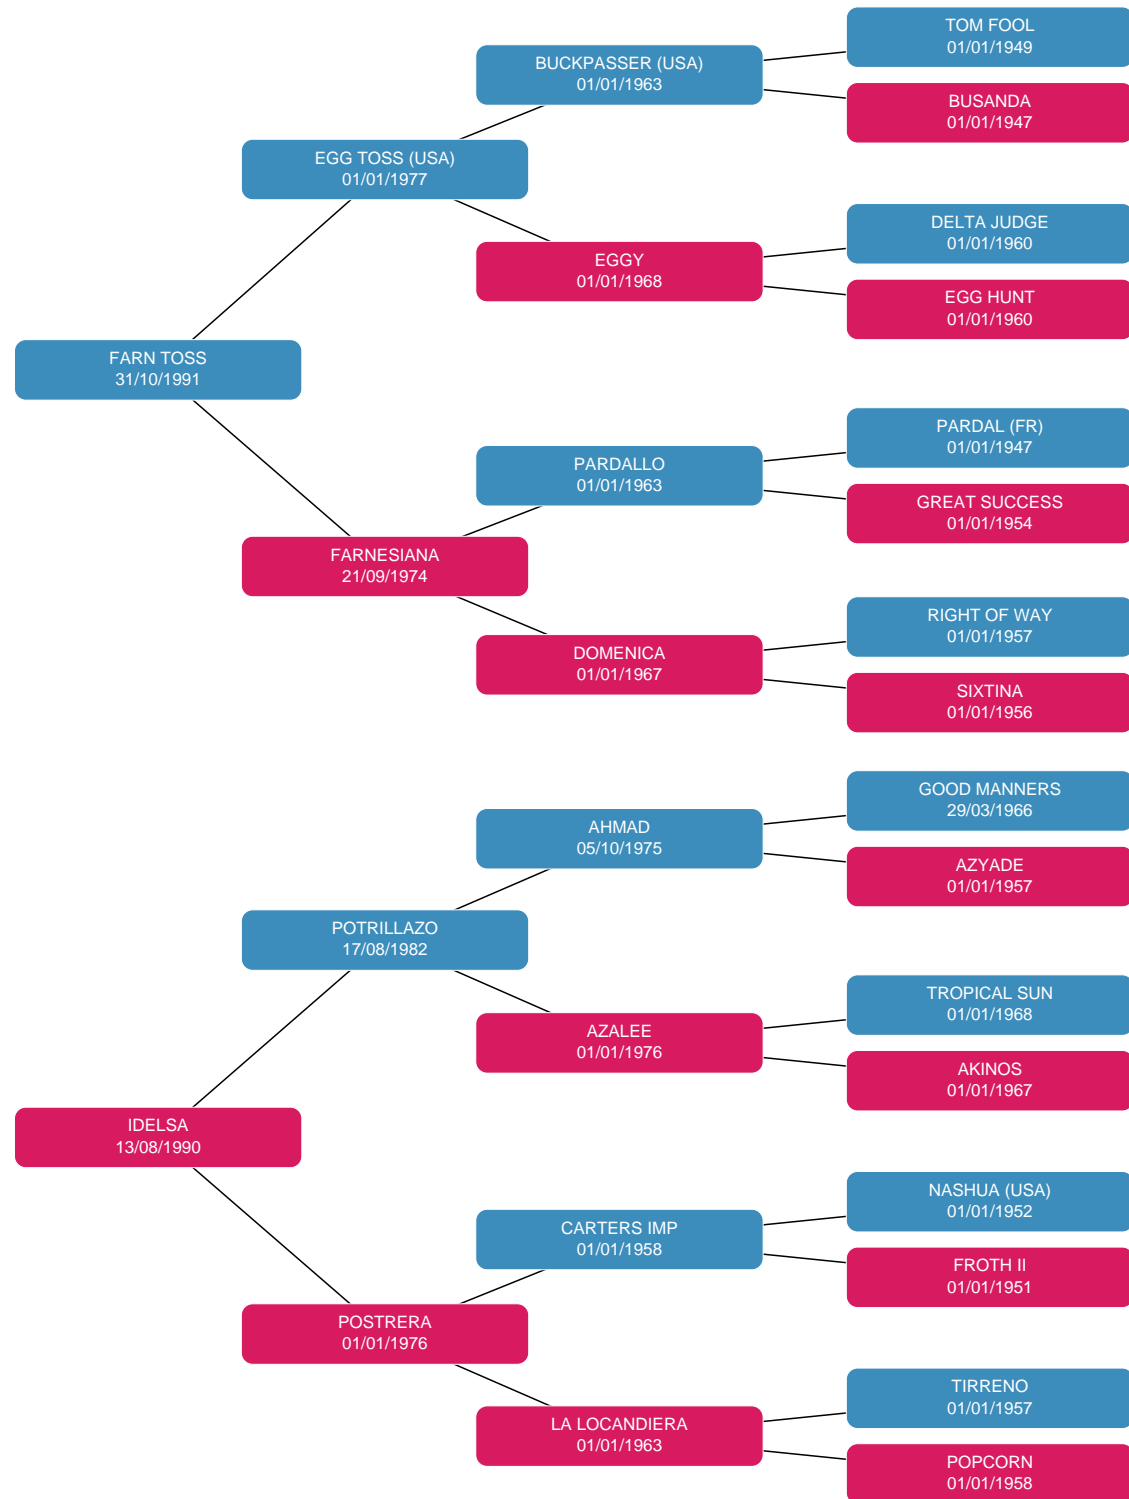 TOM FOOL
01/01/1949
BUCKPASSER (USA)
01/01/1963
BUSANDA
01/01/1947
EGG TOSS (USA)
01/01/1977
DELTA JUDGE
01/01/1960
EGGY
01/01/1968
EGG HUNT
01/01/1960
FARN TOSS
31/10/1991
PARDAL (FR)
01/01/1947
PARDALLO
01/01/1963
GREAT SUCCESS
01/01/1954
FARNESIANA
21/09/1974
RIGHT OF WAY
01/01/1957
DOMENICA
01/01/1967
SIXTINA
01/01/1956
GOOD MANNERS
29/03/1966
AHMAD
05/10/1975
AZYADE
01/01/1957
POTRILLAZO
17/08/1982
TROPICAL SUN
01/01/1968
AZALEE
01/01/1976
AKINOS
01/01/1967
IDELSA
13/08/1990
NASHUA (USA)
01/01/1952
CARTERS IMP
01/01/1958
FROTH II
01/01/1951
POSTRERA
01/01/1976
TIRRENO
01/01/1957
LA LOCANDIERA
01/01/1963
POPCORN
01/01/1958